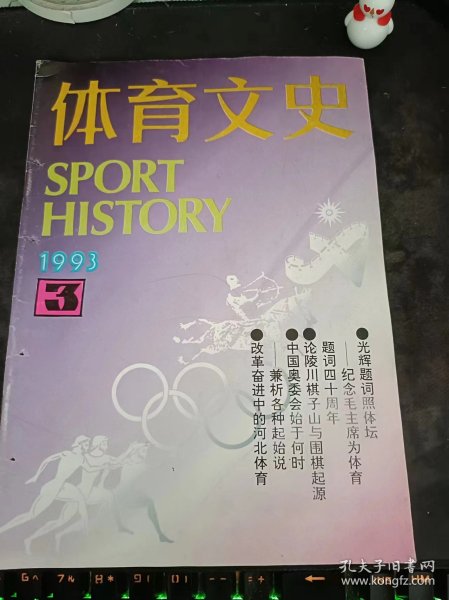 体育文史
SPORT
HISTORY
1993
3
●光辉题词照体坛
——纪念毛主席为体育
题词四十周年
●论陵川棋子山与围棋起源
●中国奥委会始于何时
——兼析各种起始说
●改革奋进中的河北体育
孔夫子旧书网
www.kongfz.com